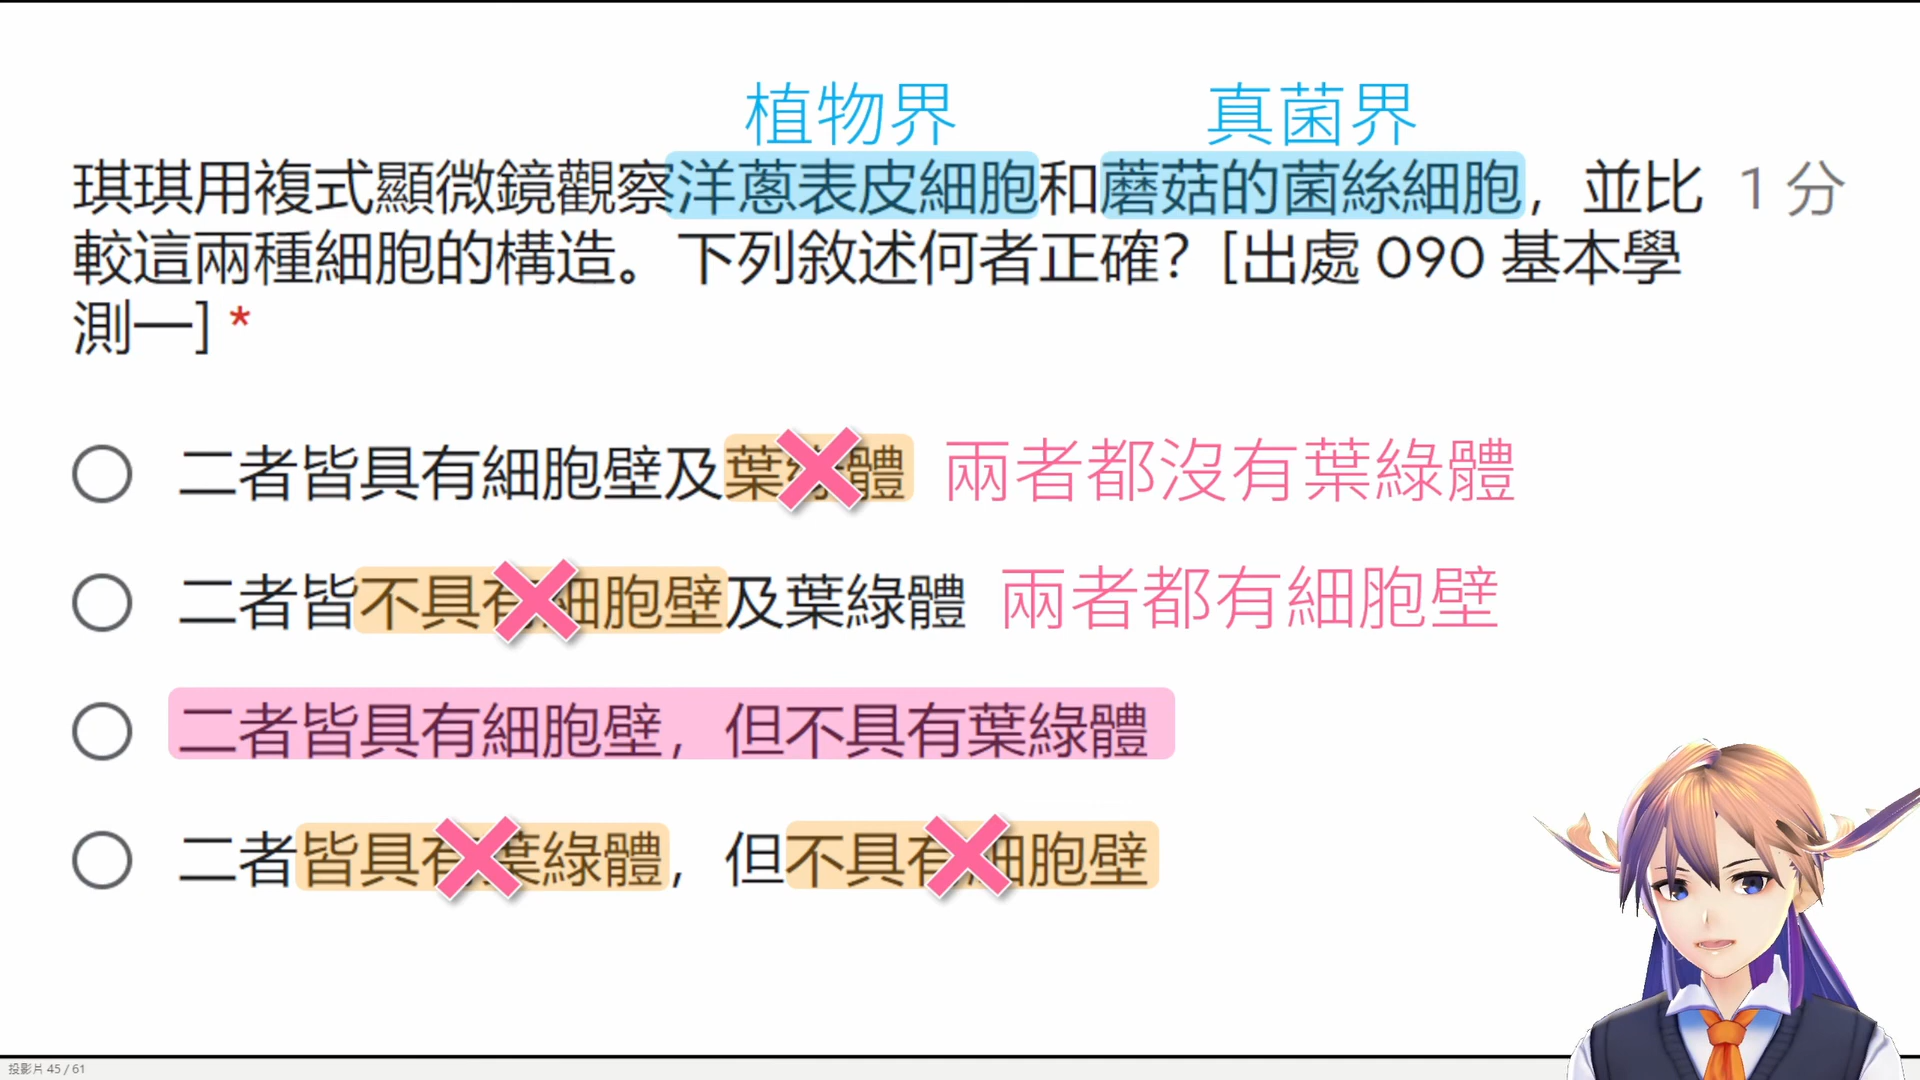 植物界 真菌界
琪琪用複式顯微鏡觀察洋蔥表皮細胞和蘑菇的菌絲細胞，並比 1 分
較這兩種細胞的構造。下列敘述何者正確？[出處 090 基本學
測一] *
二者皆具有細胞壁及葉綠體 兩者都沒有葉綠體
二者皆不具有細胞壁及葉綠體 兩者都有細胞壁
二者皆具有細胞壁，但不具有葉綠體
二者皆具有葉綠體，但不具有細胞壁
投影片 45 / 61